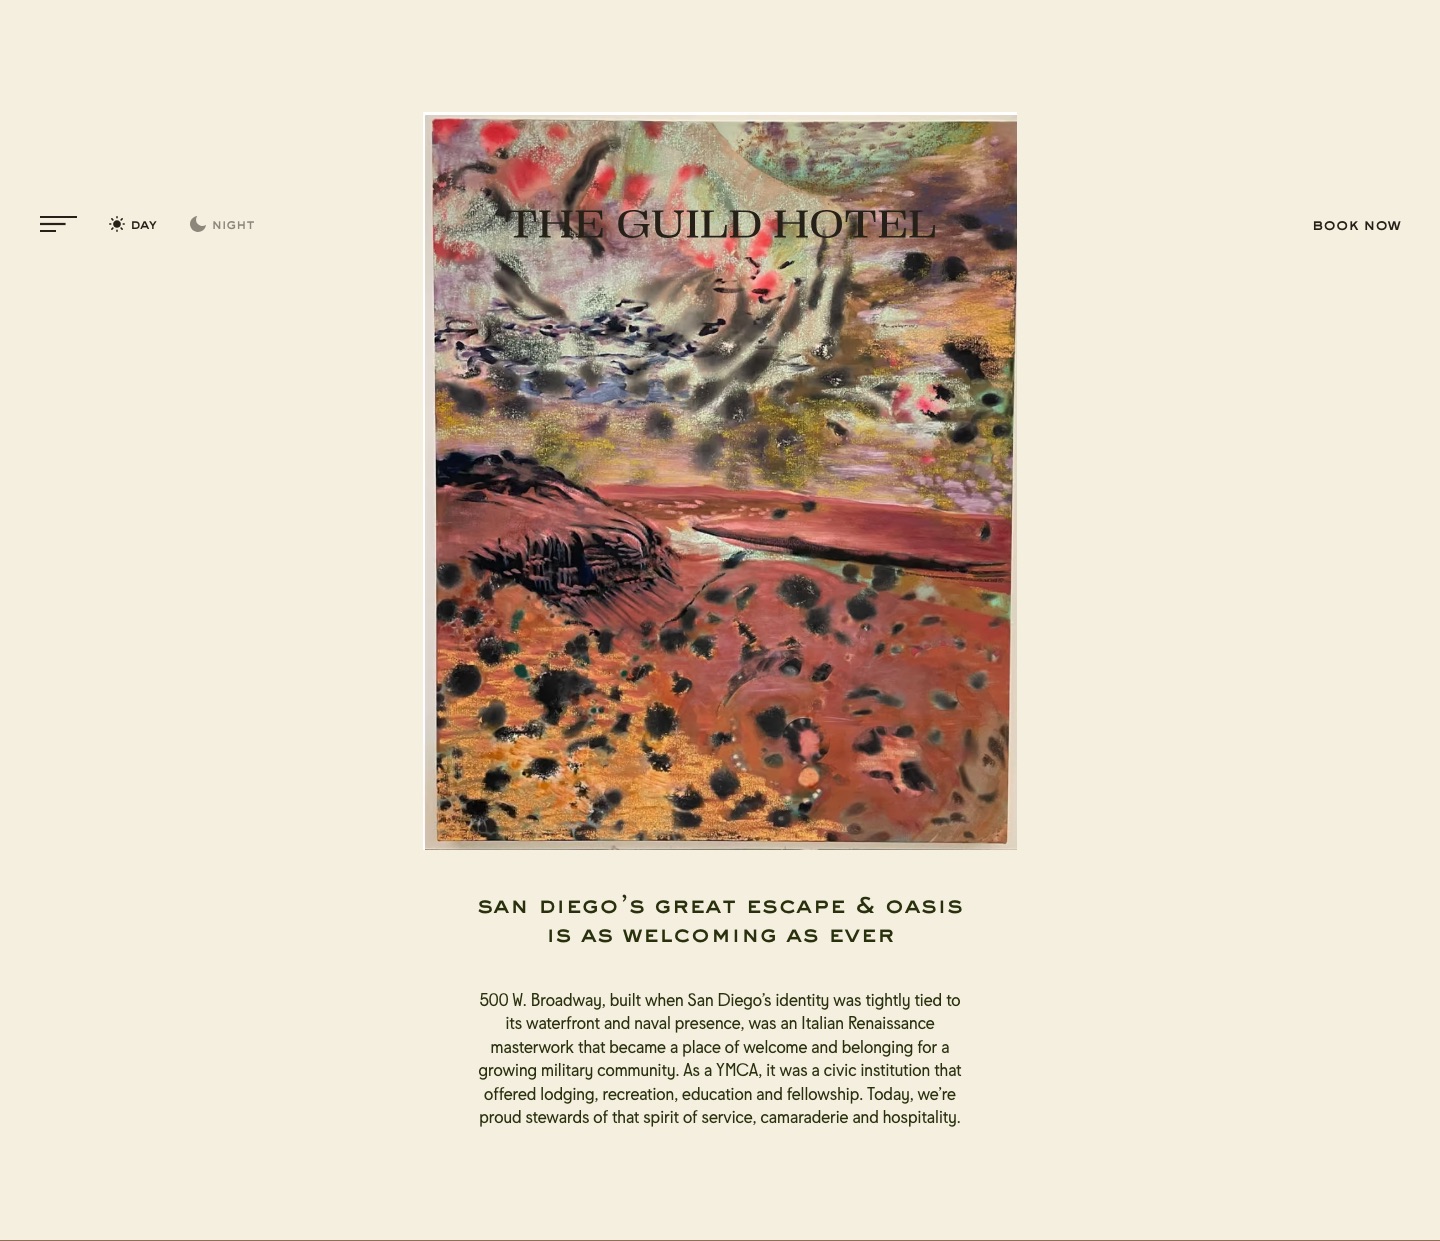 DAY
NIGHT
THE GUILD HOTEL
BOOK NOW
SAN DIEGO’S GREAT ESCAPE & OASIS
IS AS WELCOMING AS EVER
500 W. Broadway, built when San Diego’s identity was tightly tied to
its waterfront and naval presence, was an Italian Renaissance
masterwork that became a place of welcome and belonging for a
growing military community. As a YMCA, it was a civic institution that
offered lodging, recreation, education and fellowship. Today, we’re
proud stewards of that spirit of service, camaraderie and hospitality.